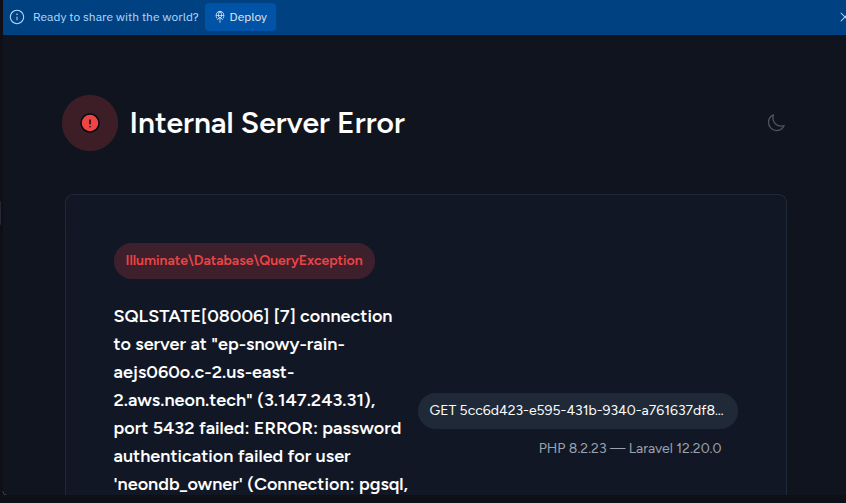 Ready to share with the world? Deploy
Internal Server Error
Illuminate\Database\QueryException
SQLSTATE[08006] [7] connection
to server at "ep-snowy-rain-
aejs060o.c-2.us-east-
2.aws.neon.tech" (3.147.243.31),
port 5432 failed: ERROR: password
authentication failed for user
'neondb_owner' (Connection: pgsql,
GET 5cc6d423-e595-431b-9340-a761637df8...
PHP 8.2.23 — Laravel 12.20.0